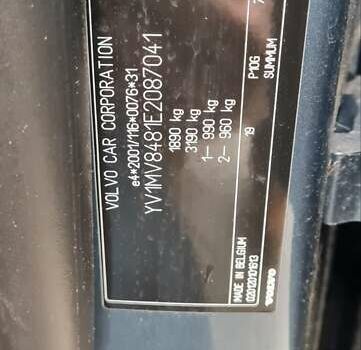 VOLVO CAR CORPORATION
e4*2001/116*0076*31
YV1MV8481E2087041
1890 kg
3190 kg
1– 990 kg
2– 960 kg
19
P10G
SUMMUM
MADE IN BELGIUM
VOLVO